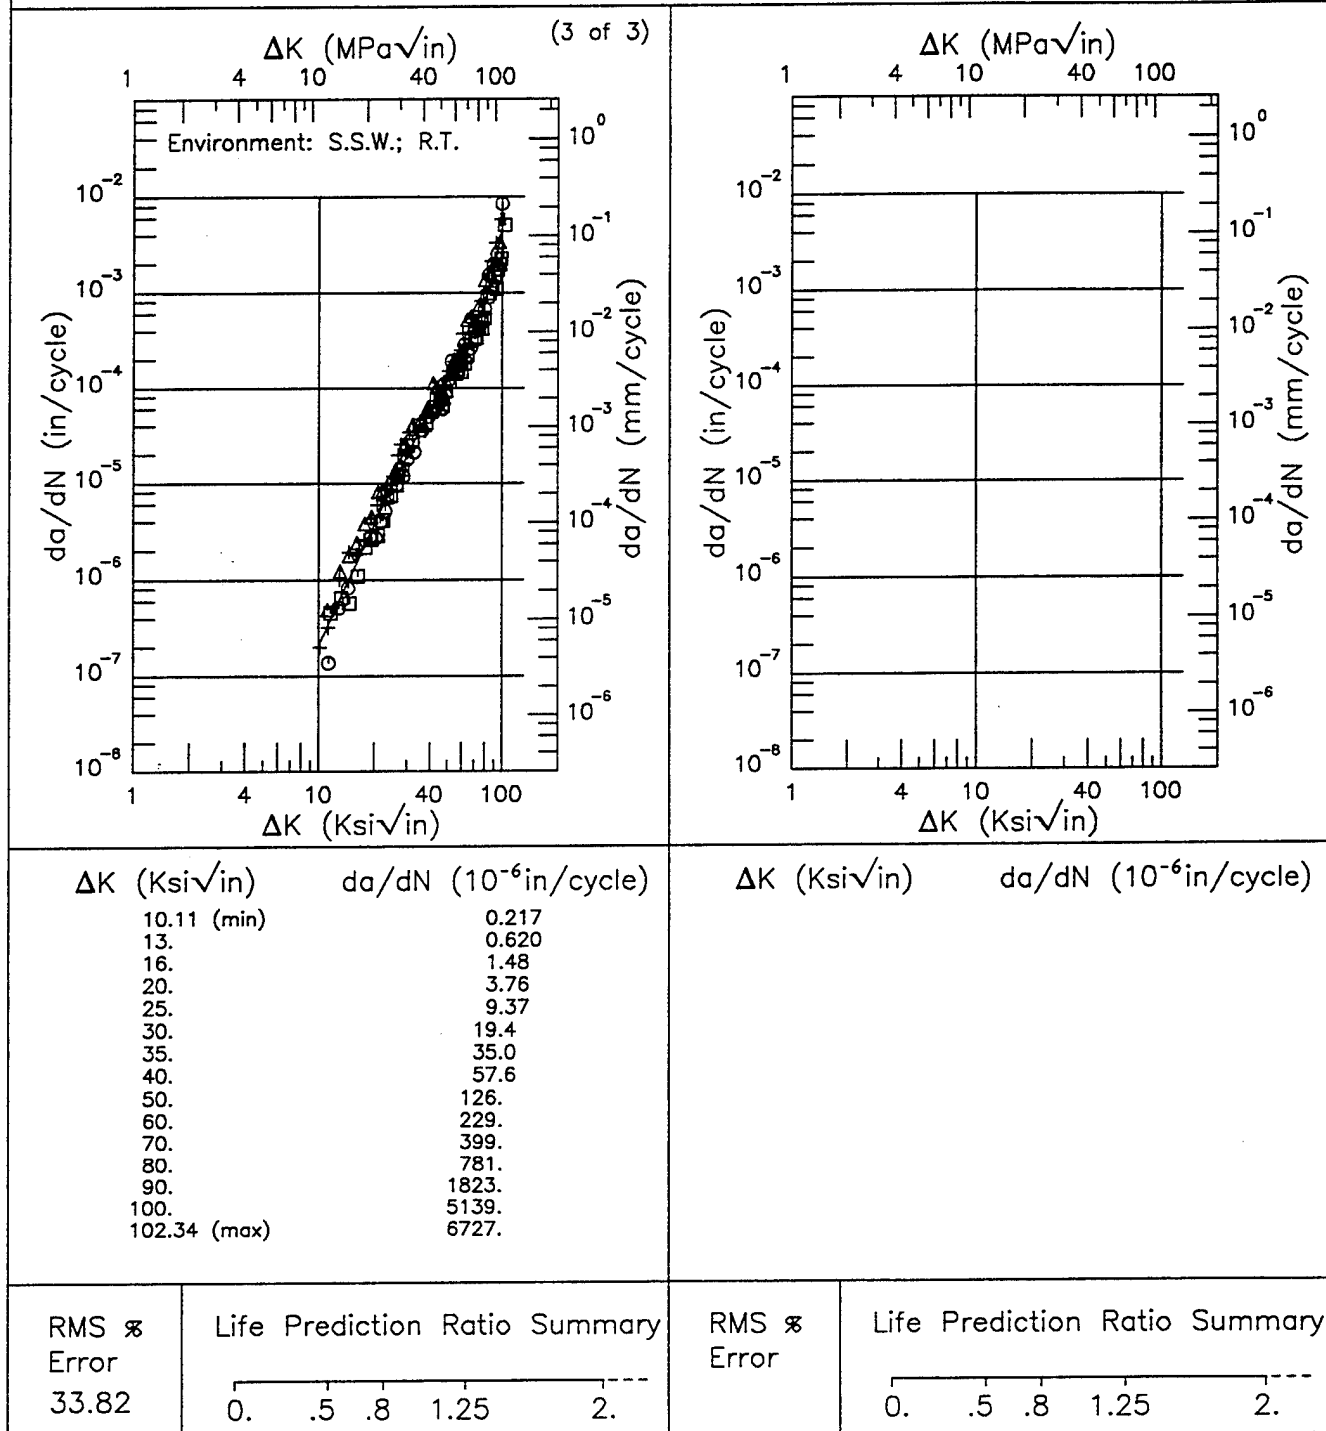 (3 of 3)
ΔK (MPa√in)
1 4 10 40 100
Environment: S.S.W.; R.T.
da/dN (in/cycle)
10⁻²
10⁻³
10⁻⁴
10⁻⁵
10⁻⁶
10⁻⁷
10⁻⁸
10⁰
10⁻¹
10⁻²
10⁻³
10⁻⁴
10⁻⁵
10⁻⁶
da/dN (mm/cycle)
1 4 10 40 100
ΔK (Ksi√in)
ΔK (MPa√in)
1 4 10 40 100
da/dN (in/cycle)
10⁻²
10⁻³
10⁻⁴
10⁻⁵
10⁻⁶
10⁻⁷
10⁻⁸
10⁰
10⁻¹
10⁻²
10⁻³
10⁻⁴
10⁻⁵
10⁻⁶
da/dN (mm/cycle)
1 4 10 40 100
ΔK (Ksi√in)
ΔK (Ksi√in) da/dN (10⁻⁶in/cycle)
10.11 (min) 0.217
13. 0.620
16. 1.48
20. 3.76
25. 9.37
30. 19.4
35. 35.0
40. 57.6
50. 126.
60. 229.
70. 399.
80. 781.
90. 1823.
100. 5139.
102.34 (max) 6727.
ΔK (Ksi√in) da/dN (10⁻⁶in/cycle)
RMS %
Error
33.82
Life Prediction Ratio Summary
0. .5 .8 1.25 2.
RMS %
Error
Life Prediction Ratio Summary
0. .5 .8 1.25 2.